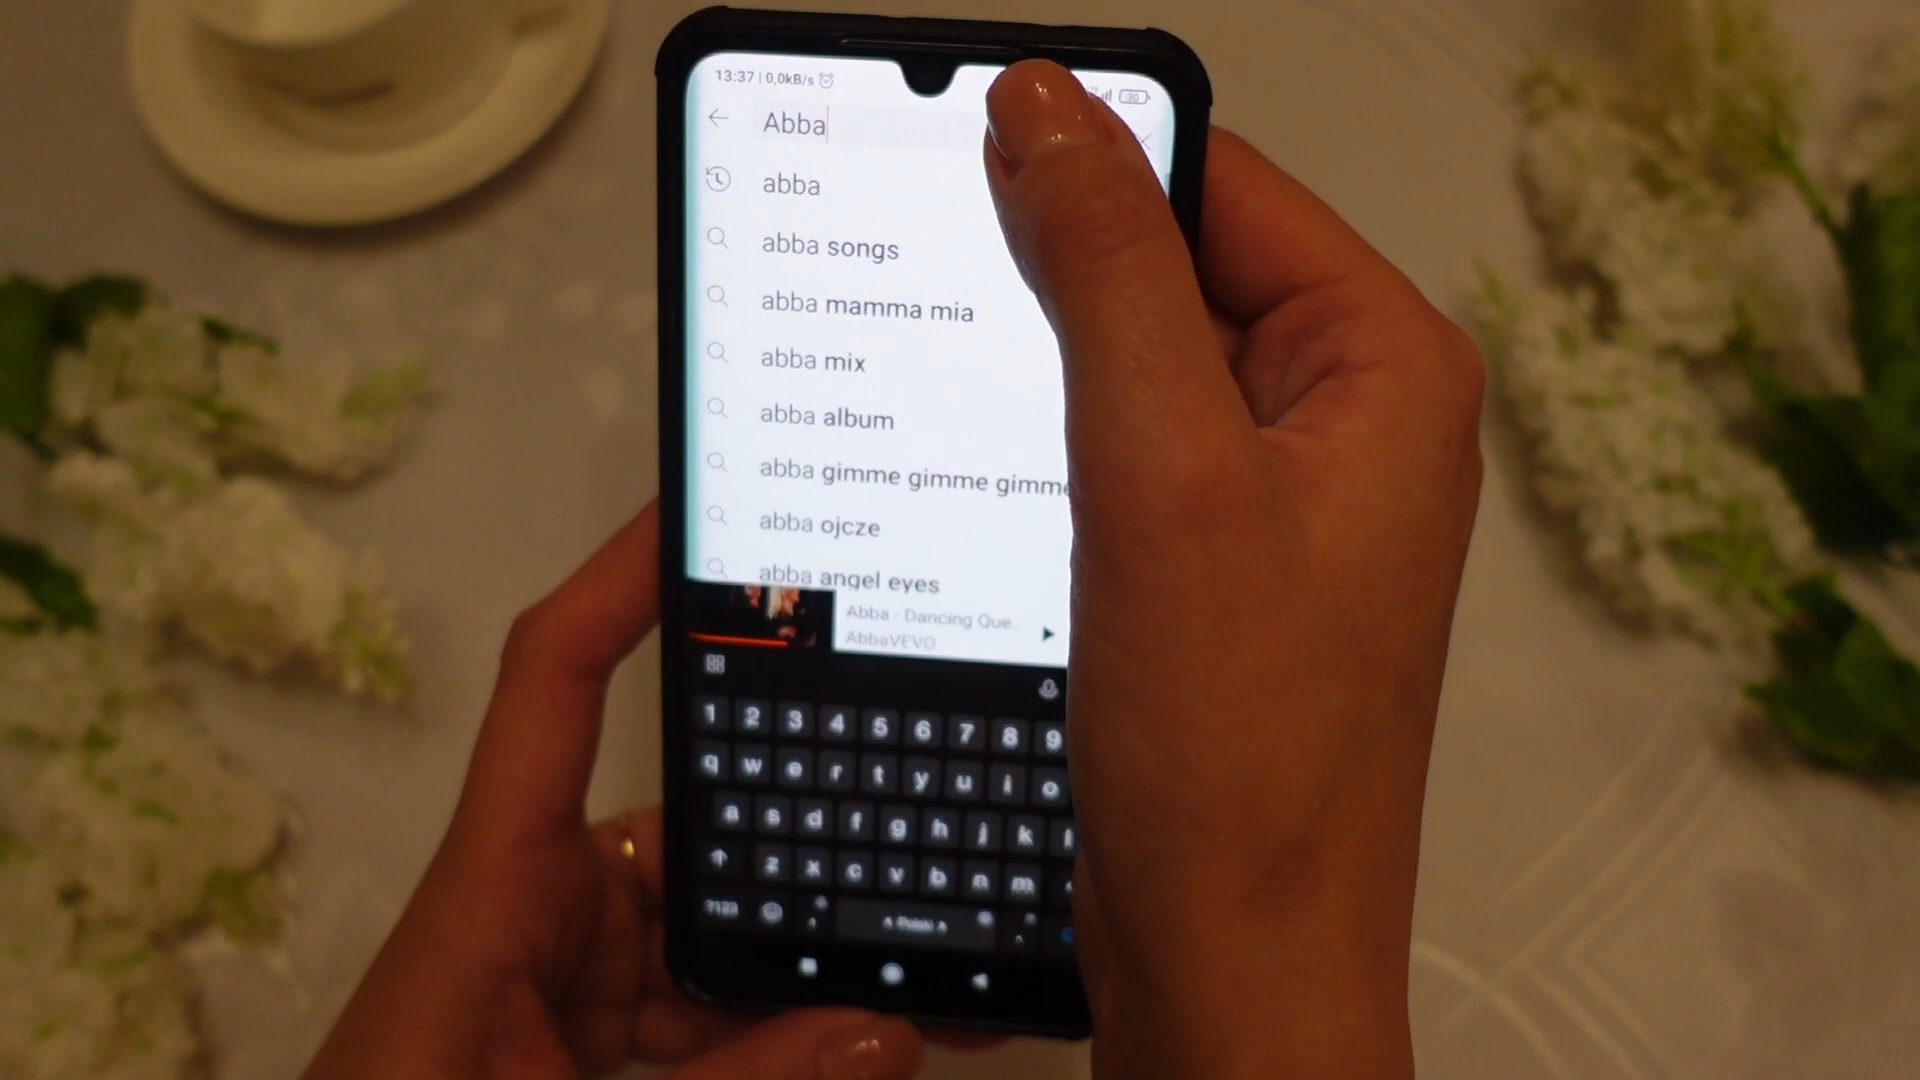 13:37 | 0,0kB/s
30
Abba
abba
abba songs
abba mamma mia
abba mix
abba album
abba gimme gimme gimme
abba ojcze
abba angel eyes
Abba - Dancing Que..
AbbaVEVO
1 2 3 4 5 6 7 8 9
q w e r t y u i o
a s d f g h j k l
z x c v b n m
?123
Polski